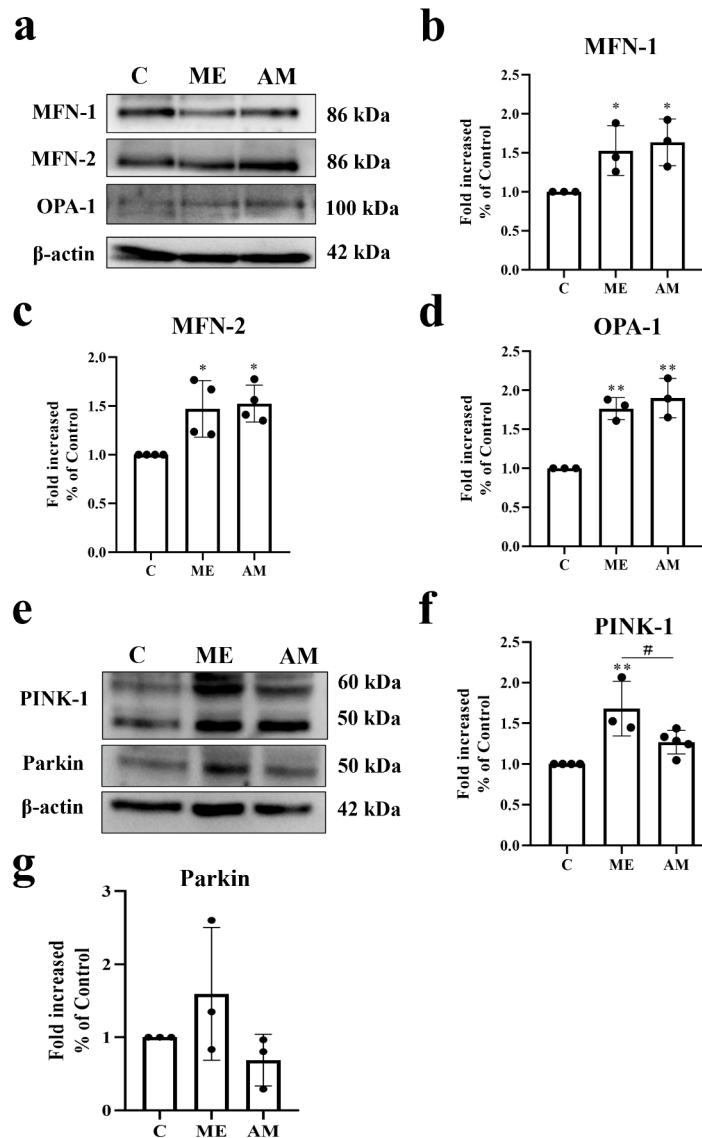 a
C ME AM
MFN-1 86 kDa
MFN-2 86 kDa
OPA-1 100 kDa
β-actin 42 kDa
b
MFN-1
Fold increased
% of Control
2.5
2.0
1.5
1.0
0.5
0.0
* *
C ME AM
c
MFN-2
Fold increased
% of Control
2.0
1.5
1.0
0.5
0.0
* *
C ME AM
d
OPA-1
Fold increased
% of Control
2.5
2.0
1.5
1.0
0.5
0.0
** **
C ME AM
e
C ME AM
PINK-1 60 kDa
50 kDa
Parkin 50 kDa
β-actin 42 kDa
f
PINK-1
Fold increased
% of Control
2.5
2.0
1.5
1.0
0.5
0.0
** #
C ME AM
g
Parkin
Fold increased
% of Control
3
2
1
0
C ME AM